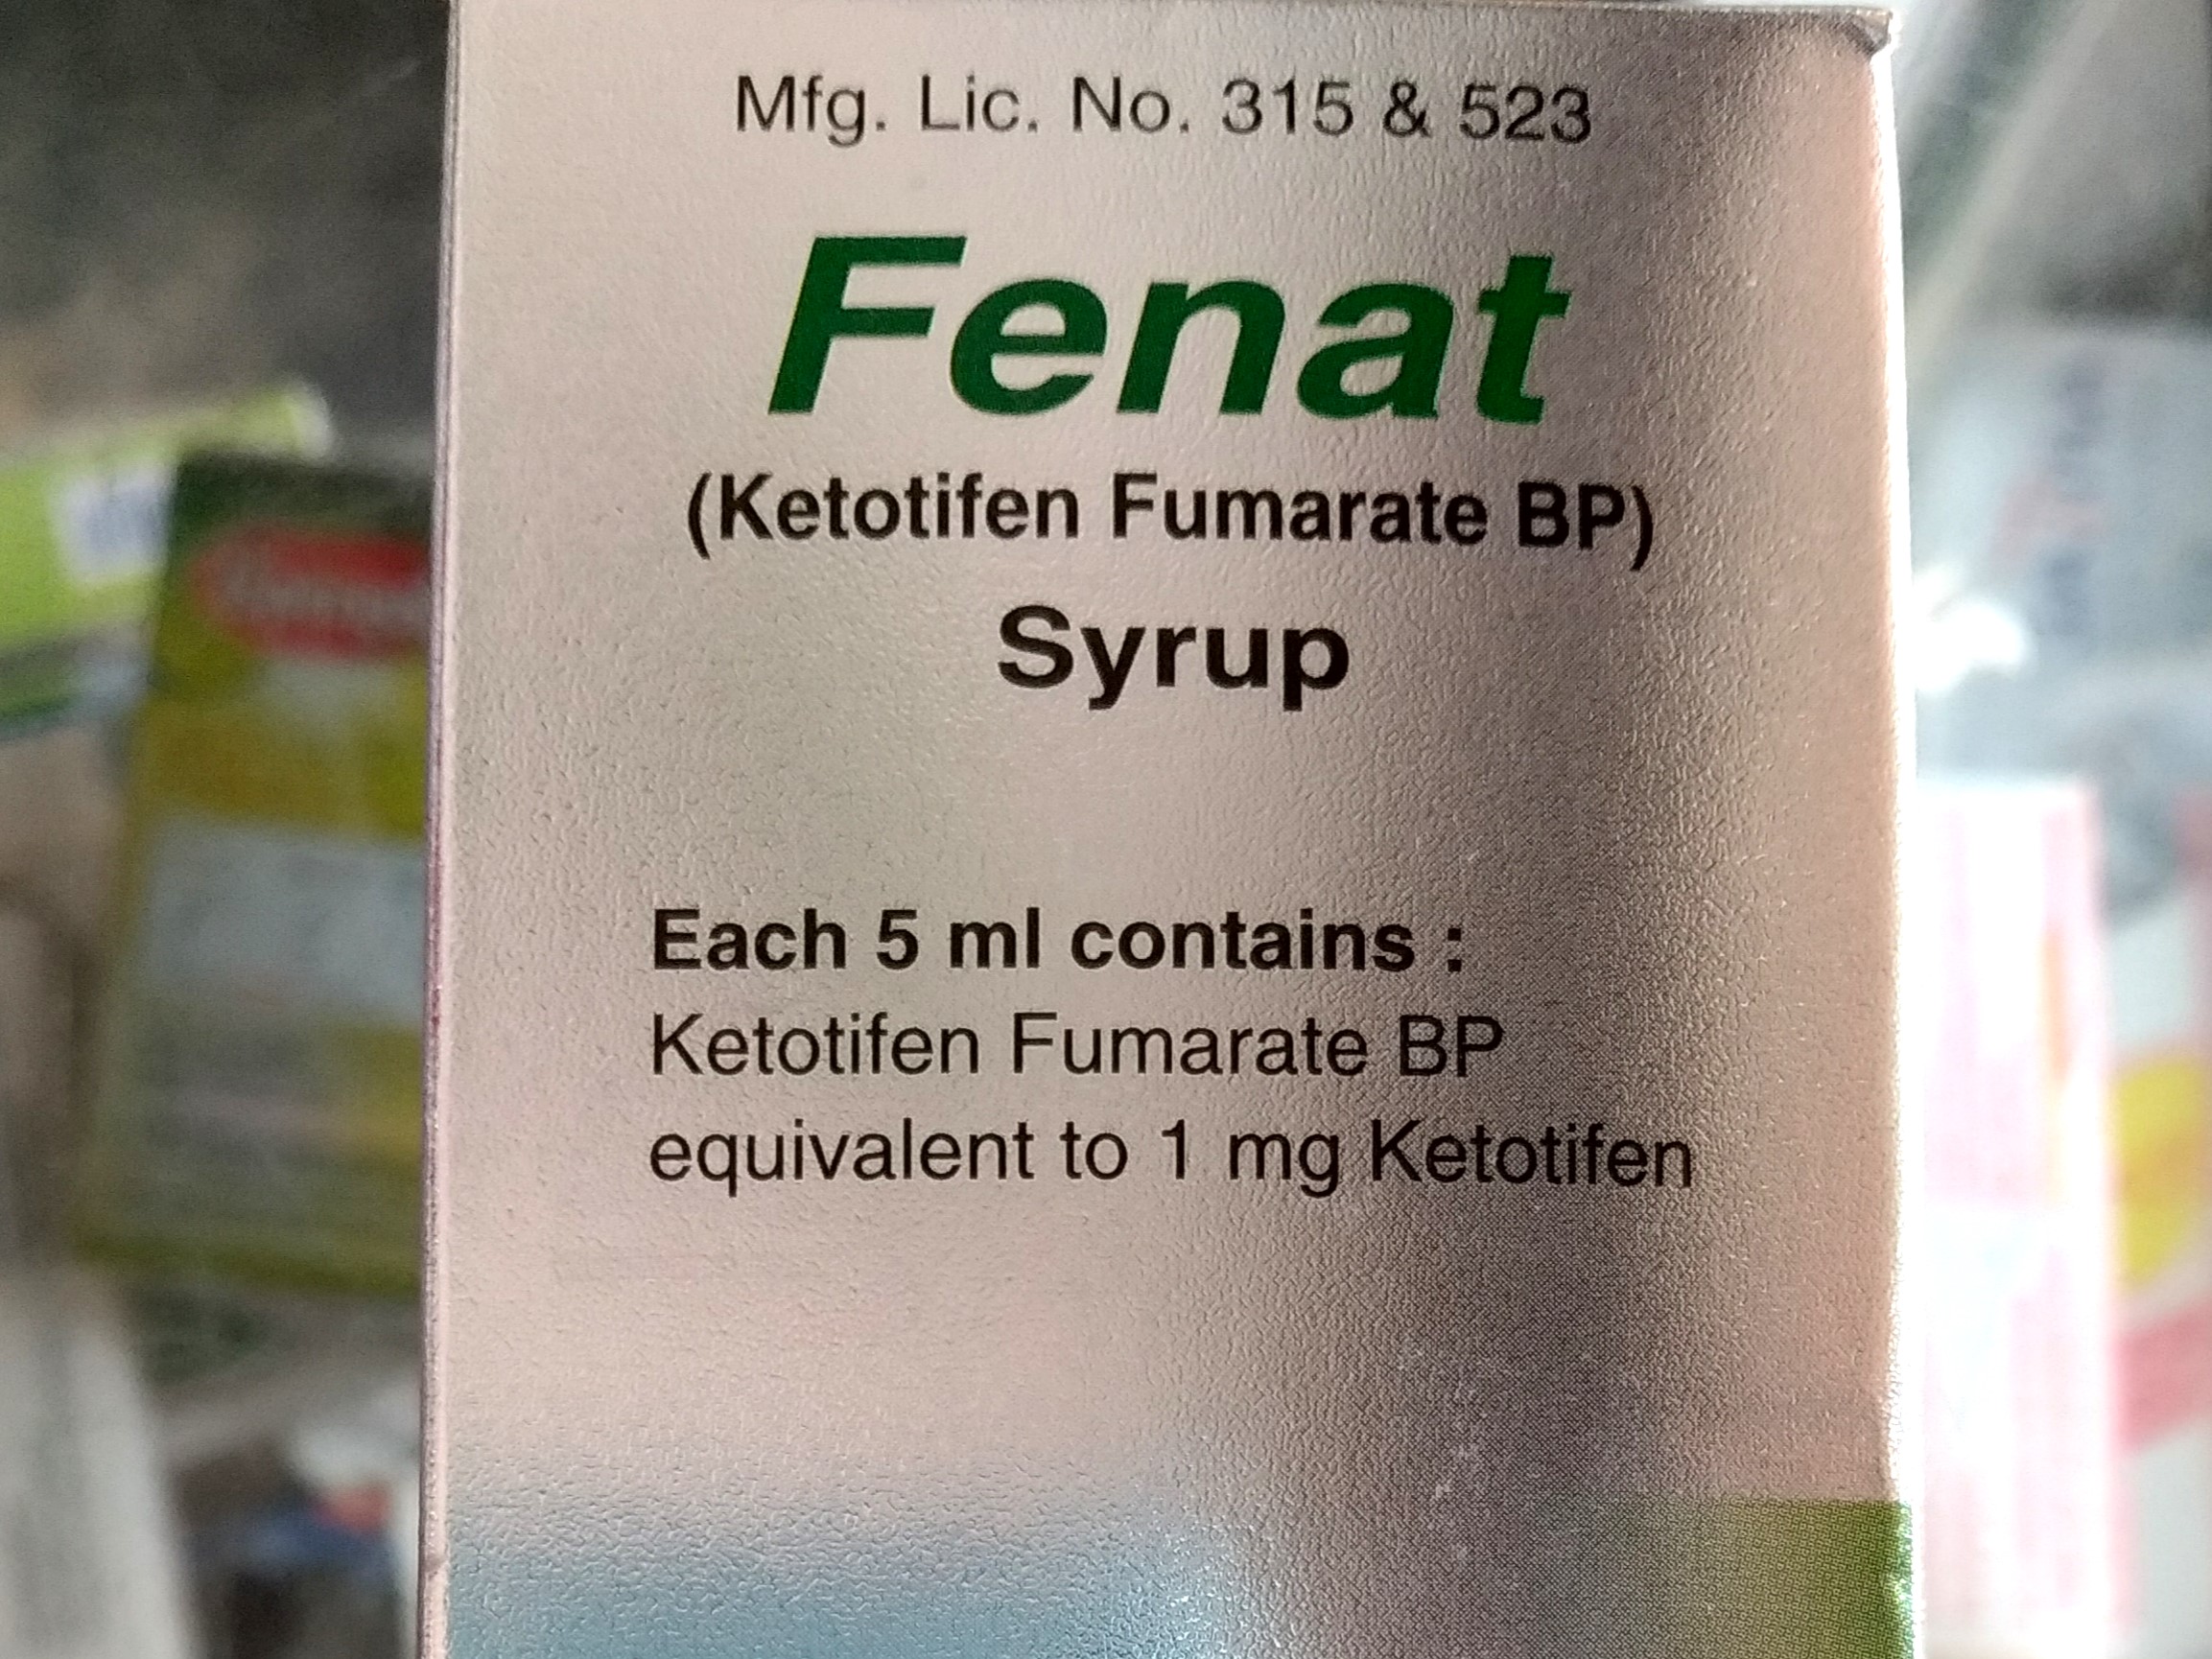 Mfg. Lic. No. 315 & 523
Fenat
(Ketotifen Fumarate BP)
Syrup
Each 5 ml contains :
Ketotifen Fumarate BP
equivalent to 1 mg Ketotifen